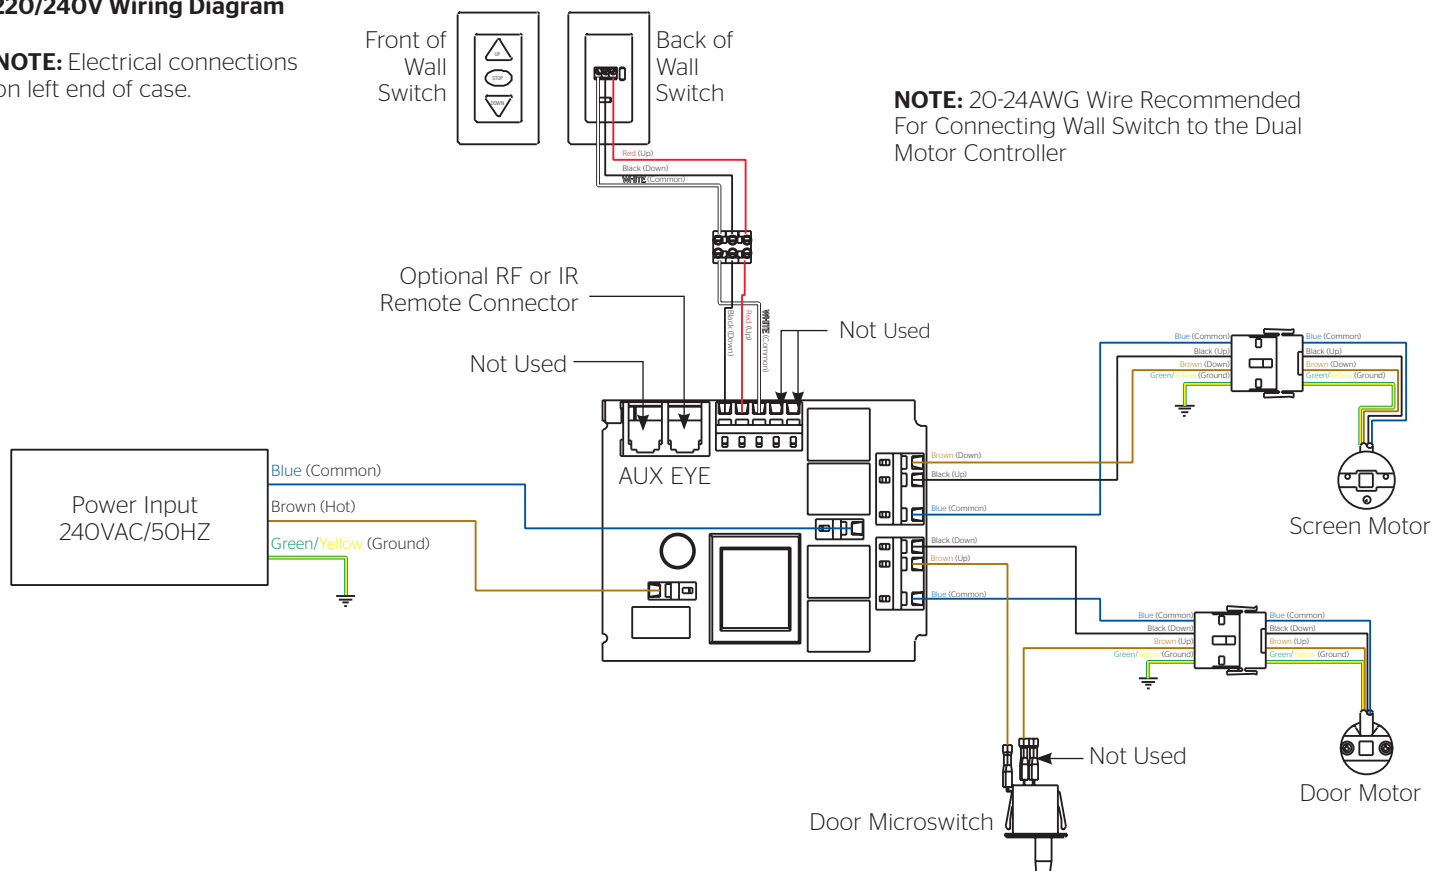 220/240V Wiring Diagram
NOTE: Electrical connections
on left end of case.
Front of
Wall
Switch
UP
STOP
DOWN
Back of
Wall
Switch
NOTE: 20-24AWG Wire Recommended
For Connecting Wall Switch to the Dual
Motor Controller
Red (Up)
Black (Down)
WHITE (Common)
Optional RF or IR
Remote Connector
Not Used
Black (Down)
Red (Up)
WHITE (Common)
Not Used
AUX EYE
Power Input
240VAC/50HZ
Blue (Common)
Brown (Hot)
Green/Yellow (Ground)
Brown (Down)
Black (Up)
Blue (Common)
Black (Down)
Brown (Up)
Blue (Common)
Blue (Common)
Black (Up)
Brown (Down)
Green/Yellow (Ground)
Blue (Common)
Black (Up)
Brown (Down)
Green/Yellow (Ground)
Screen Motor
Blue (Common)
Black (Down)
Brown (Up)
Green/Yellow (Ground)
Blue (Common)
Black (Down)
Brown (Up)
Green/Yellow (Ground)
Door Motor
Not Used
Door Microswitch